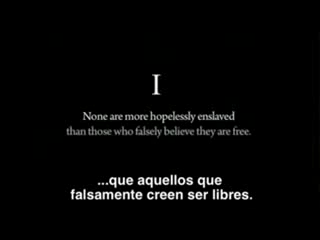 I
None are more hopelessly enslaved
than those who falsely believe they are free.
...que aquellos que
falsamente creen ser libres.